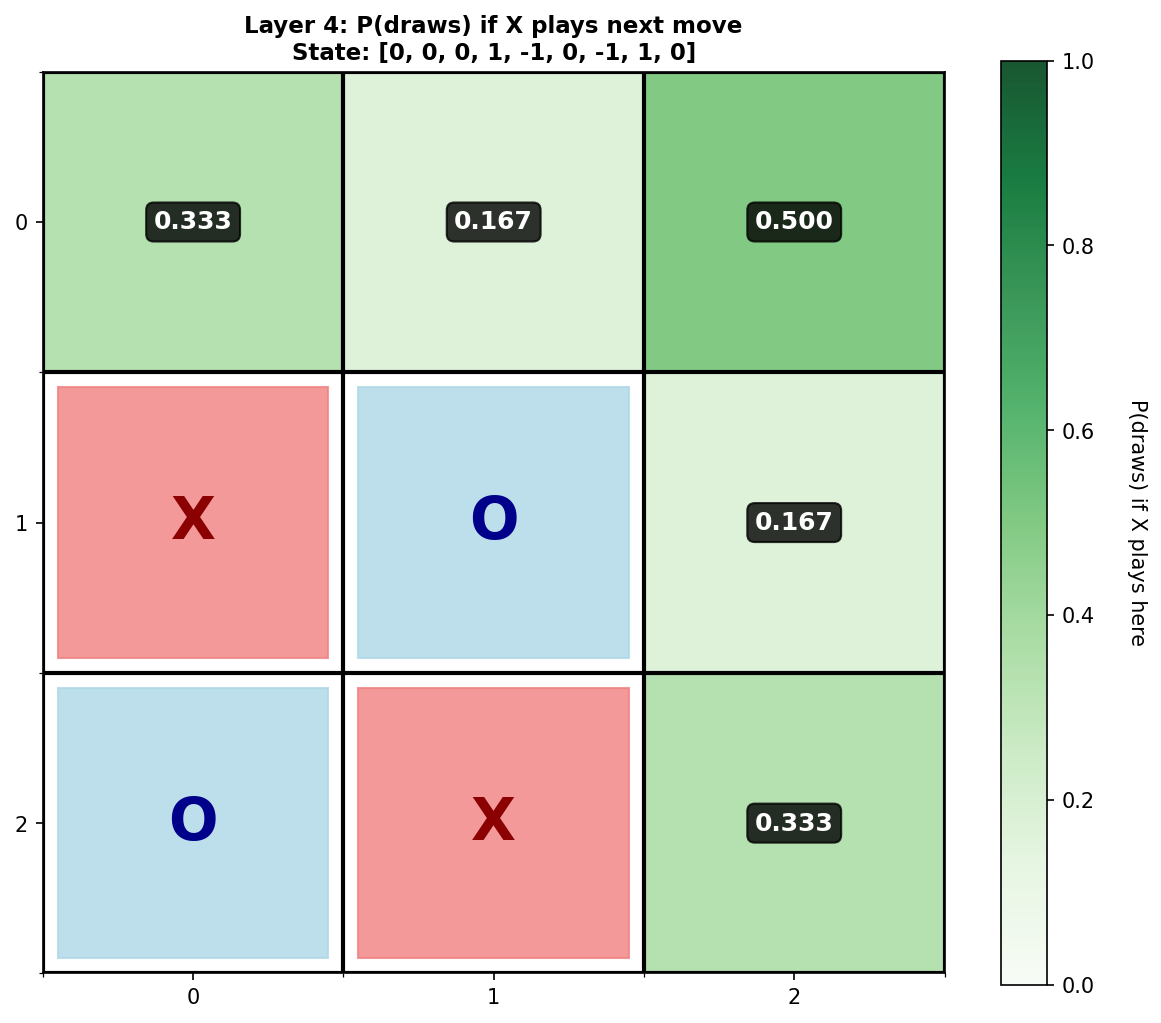 Layer 4: P(draws) if X plays next move
State: [0, 0, 0, 1, -1, 0, -1, 1, 0]
0 0.333 0.167 0.500
1 X O 0.167
2 O X 0.333
0 1 2
1.0
0.8
0.6
0.4
0.2
0.0
P(draws) if X plays here